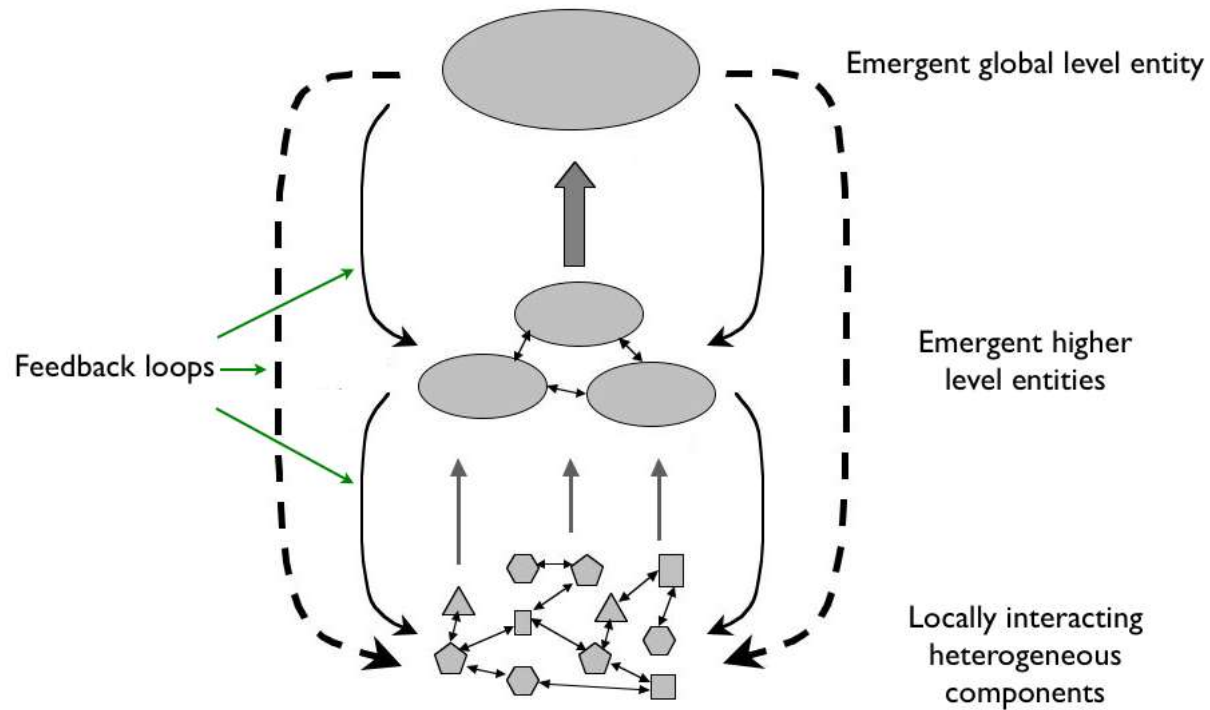 Emergent global level entity
Feedback loops
Emergent higher
level entities
Locally interacting
heterogeneous
components